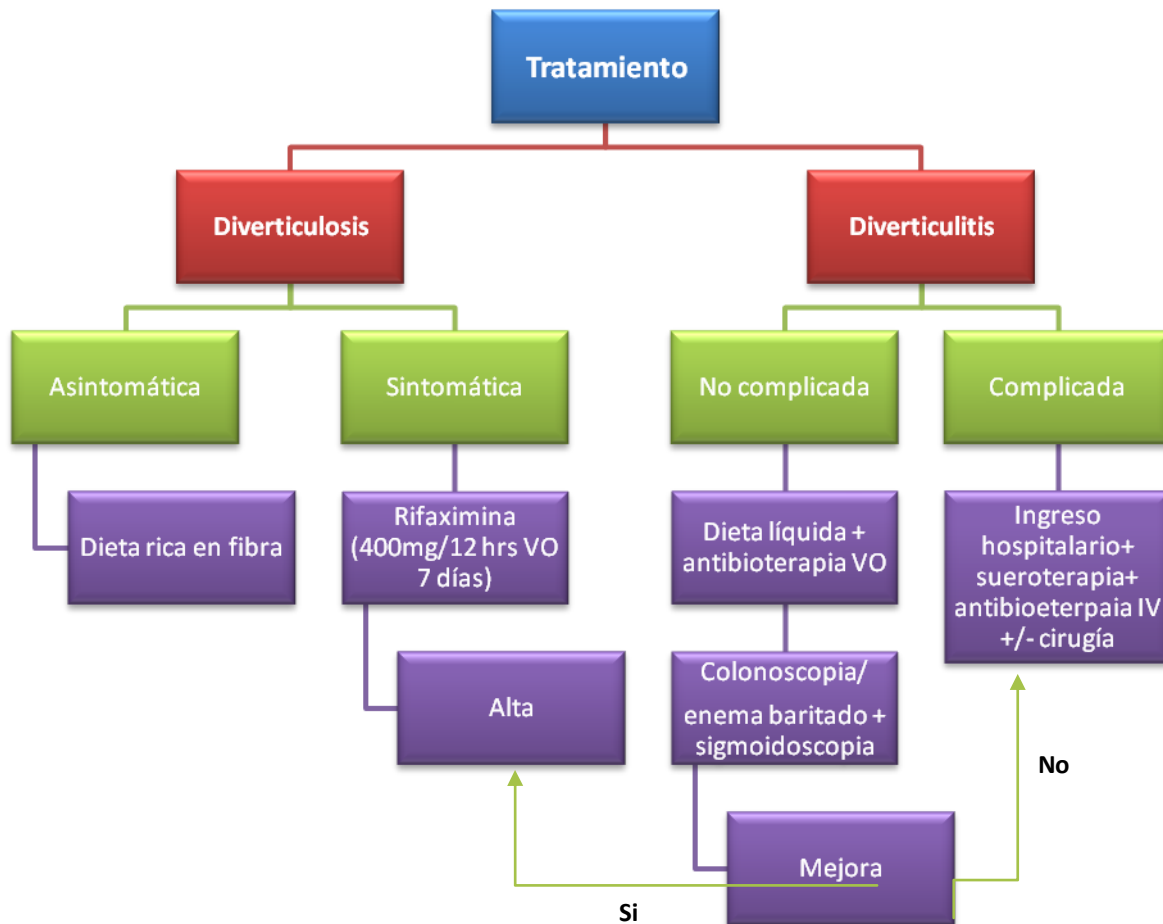 Tratamiento
Diverticulosis
Diverticulitis
Asintomática
Sintomática
No complicada
Complicada
Dieta rica en fibra
Rifaximina
(400mg/12 hrs VO
7 días)
Dieta líquida +
antibioterapia VO
Ingreso
hospitalario+
sueroterapia+
antibioeterpaia IV
+/- cirugía
Alta
Colonoscopia/
enema baritado +
sigmoidoscopia
No
Mejora
Si